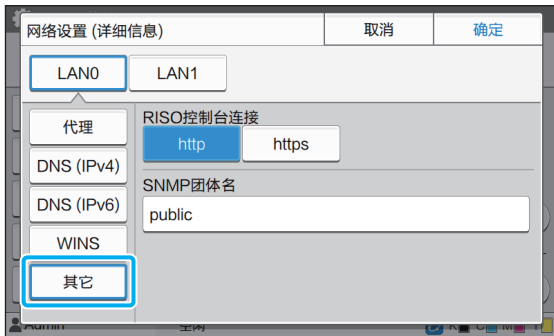 网络设置 (详细信息)
取消
确定
LAN0
LAN1
代理
DNS (IPv4)
DNS (IPv6)
WINS
其它
RISO控制台连接
http
https
SNMP团体名
public
Admin
空闲
K C M Y